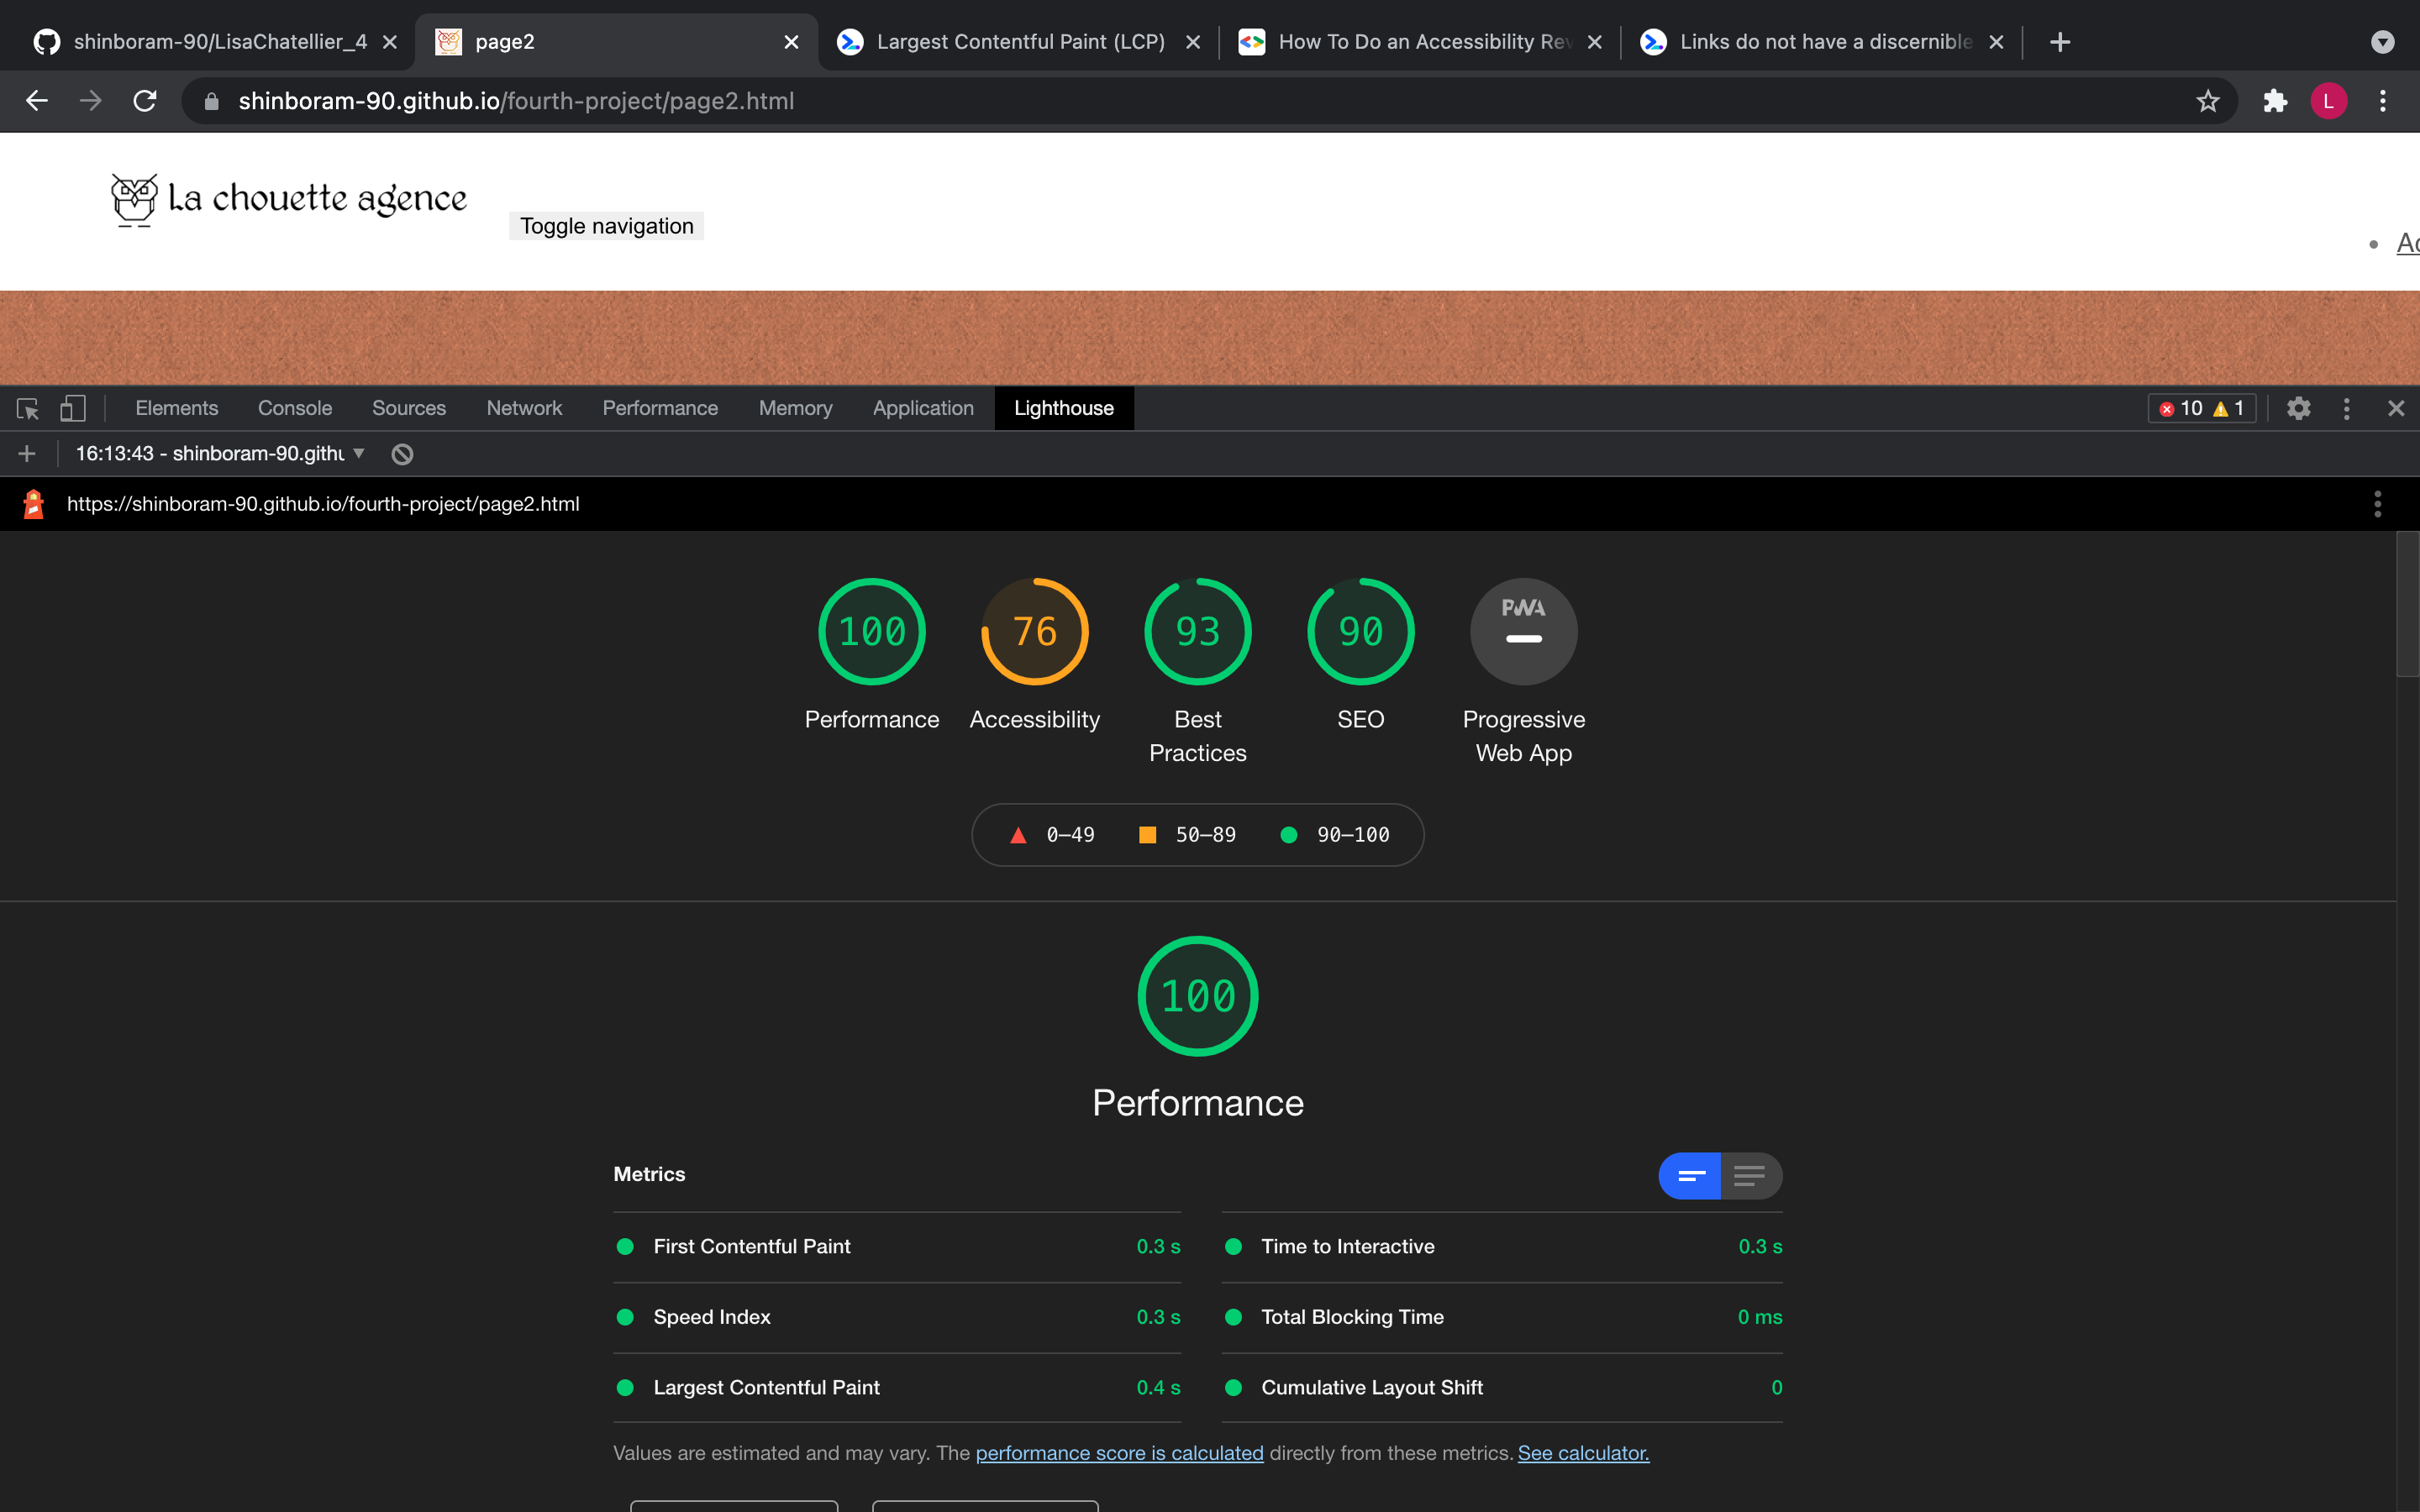 shinboram-90/LisaChatellier_4
page2
Largest Contentful Paint (LCP)
How To Do an Accessibility Rev
Links do not have a discernible
shinboram-90.github.io/fourth-project/page2.html
L
La chouette agence
Toggle navigation
• Ac
Elements Console Sources Network Performance Memory Application Lighthouse
10 1
16:13:43 - shinboram-90.githu
https://shinboram-90.github.io/fourth-project/page2.html
100 76 93 90 PWA
Performance Accessibility Best Practices SEO Progressive Web App
0–49 50–89 90–100
100
Performance
Metrics
First Contentful Paint 0.3 s
Time to Interactive 0.3 s
Speed Index 0.3 s
Total Blocking Time 0 ms
Largest Contentful Paint 0.4 s
Cumulative Layout Shift 0
Values are estimated and may vary. The performance score is calculated directly from these metrics. See calculator.